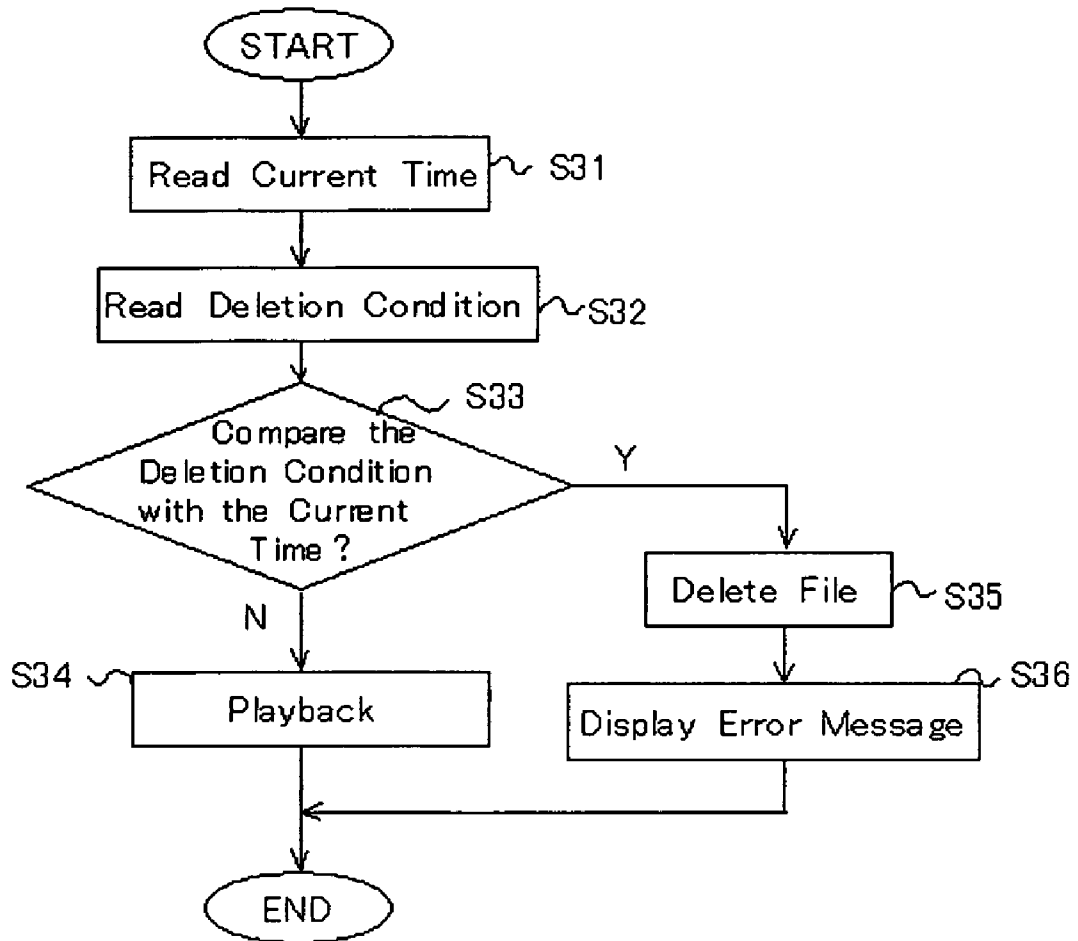 START
Read Current Time
S31
Read Deletion Condition
S32
S33
Compare the
Deletion Condition
with the Current
Time?
Y
N
Delete File
S35
S34
Playback
S36
Display Error Message
END